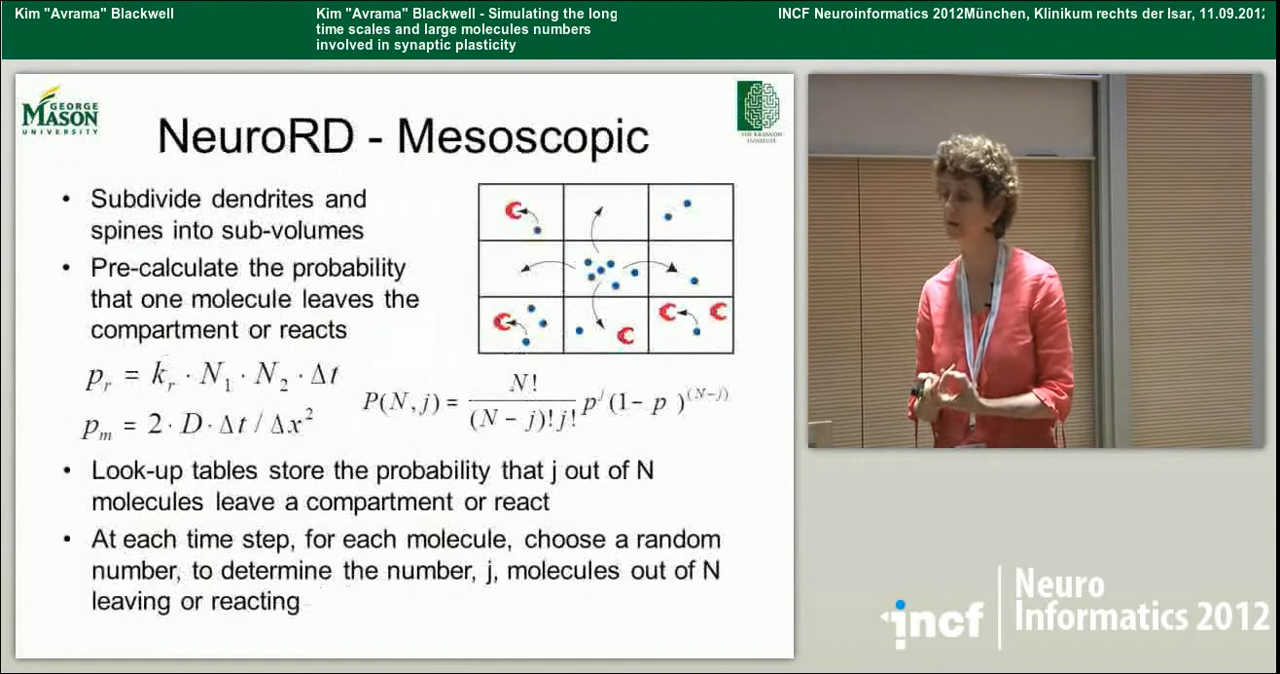 Kim "Avrama" Blackwell
Kim "Avrama" Blackwell - Simulating the long
time scales and large molecules numbers
involved in synaptic plasticity
INCF Neuroinformatics 2012München, Klinikum rechts der Isar, 11.09.2012
GEORGE
MASON
UNIVERSITY
THE KRASNOW
INSTITUTE
NeuroRD - Mesoscopic
• Subdivide dendrites and
spines into sub-volumes
• Pre-calculate the probability
that one molecule leaves the
compartment or reacts
p_r = k_r · N_1 · N_2 · Δt
p_m = 2 · D · Δt / Δx^2
P(N, j) = N! / (N − j)! j! p^j (1 − p)^(N−j)
• Look-up tables store the probability that j out of N
molecules leave a compartment or react
• At each time step, for each molecule, choose a random
number, to determine the number, j, molecules out of N
leaving or reacting
incf
Neuro
Informatics 2012